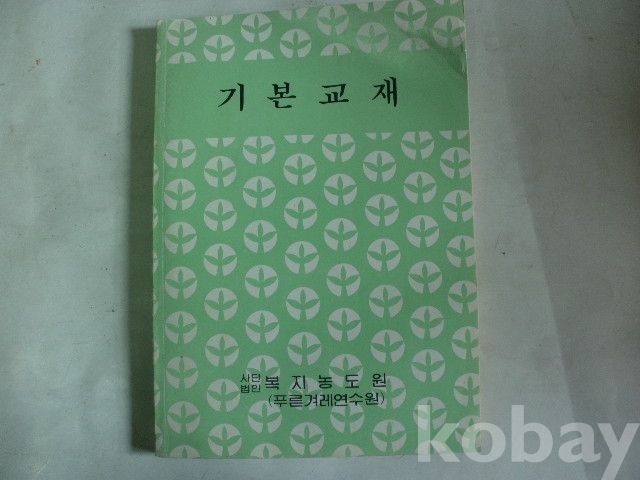 기본교재
사단법인 복지농도원
(푸른겨레연수원)
kobay